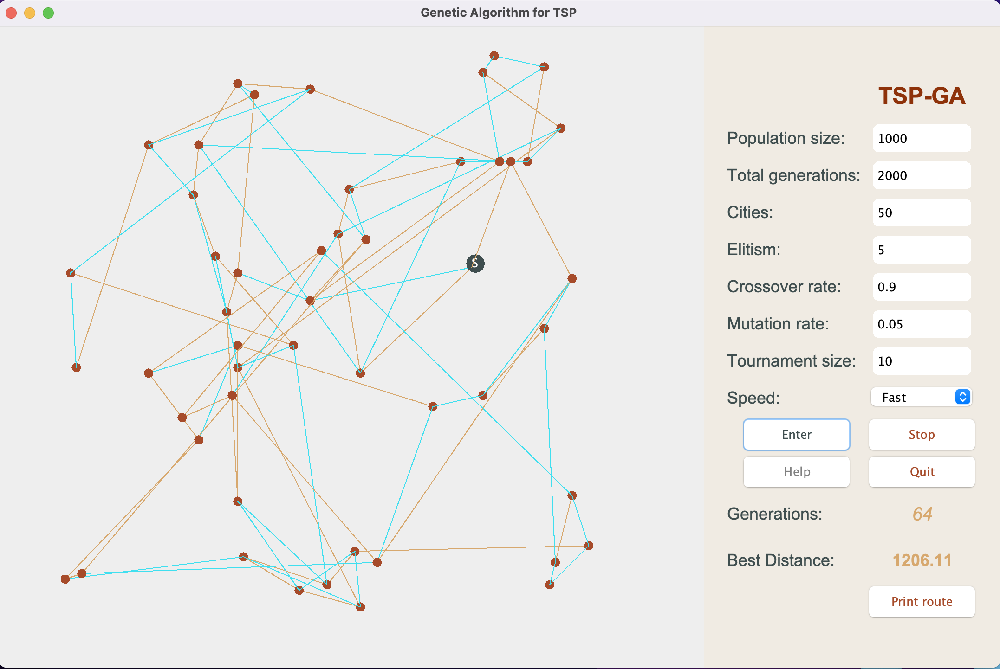 Genetic Algorithm for TSP
S
TSP-GA
Population size: 1000
Total generations: 2000
Cities: 50
Elitism: 5
Crossover rate: 0.9
Mutation rate: 0.05
Tournament size: 10
Speed: Fast
Enter Stop
Help Quit
Generations: 64
Best Distance: 1206.11
Print route